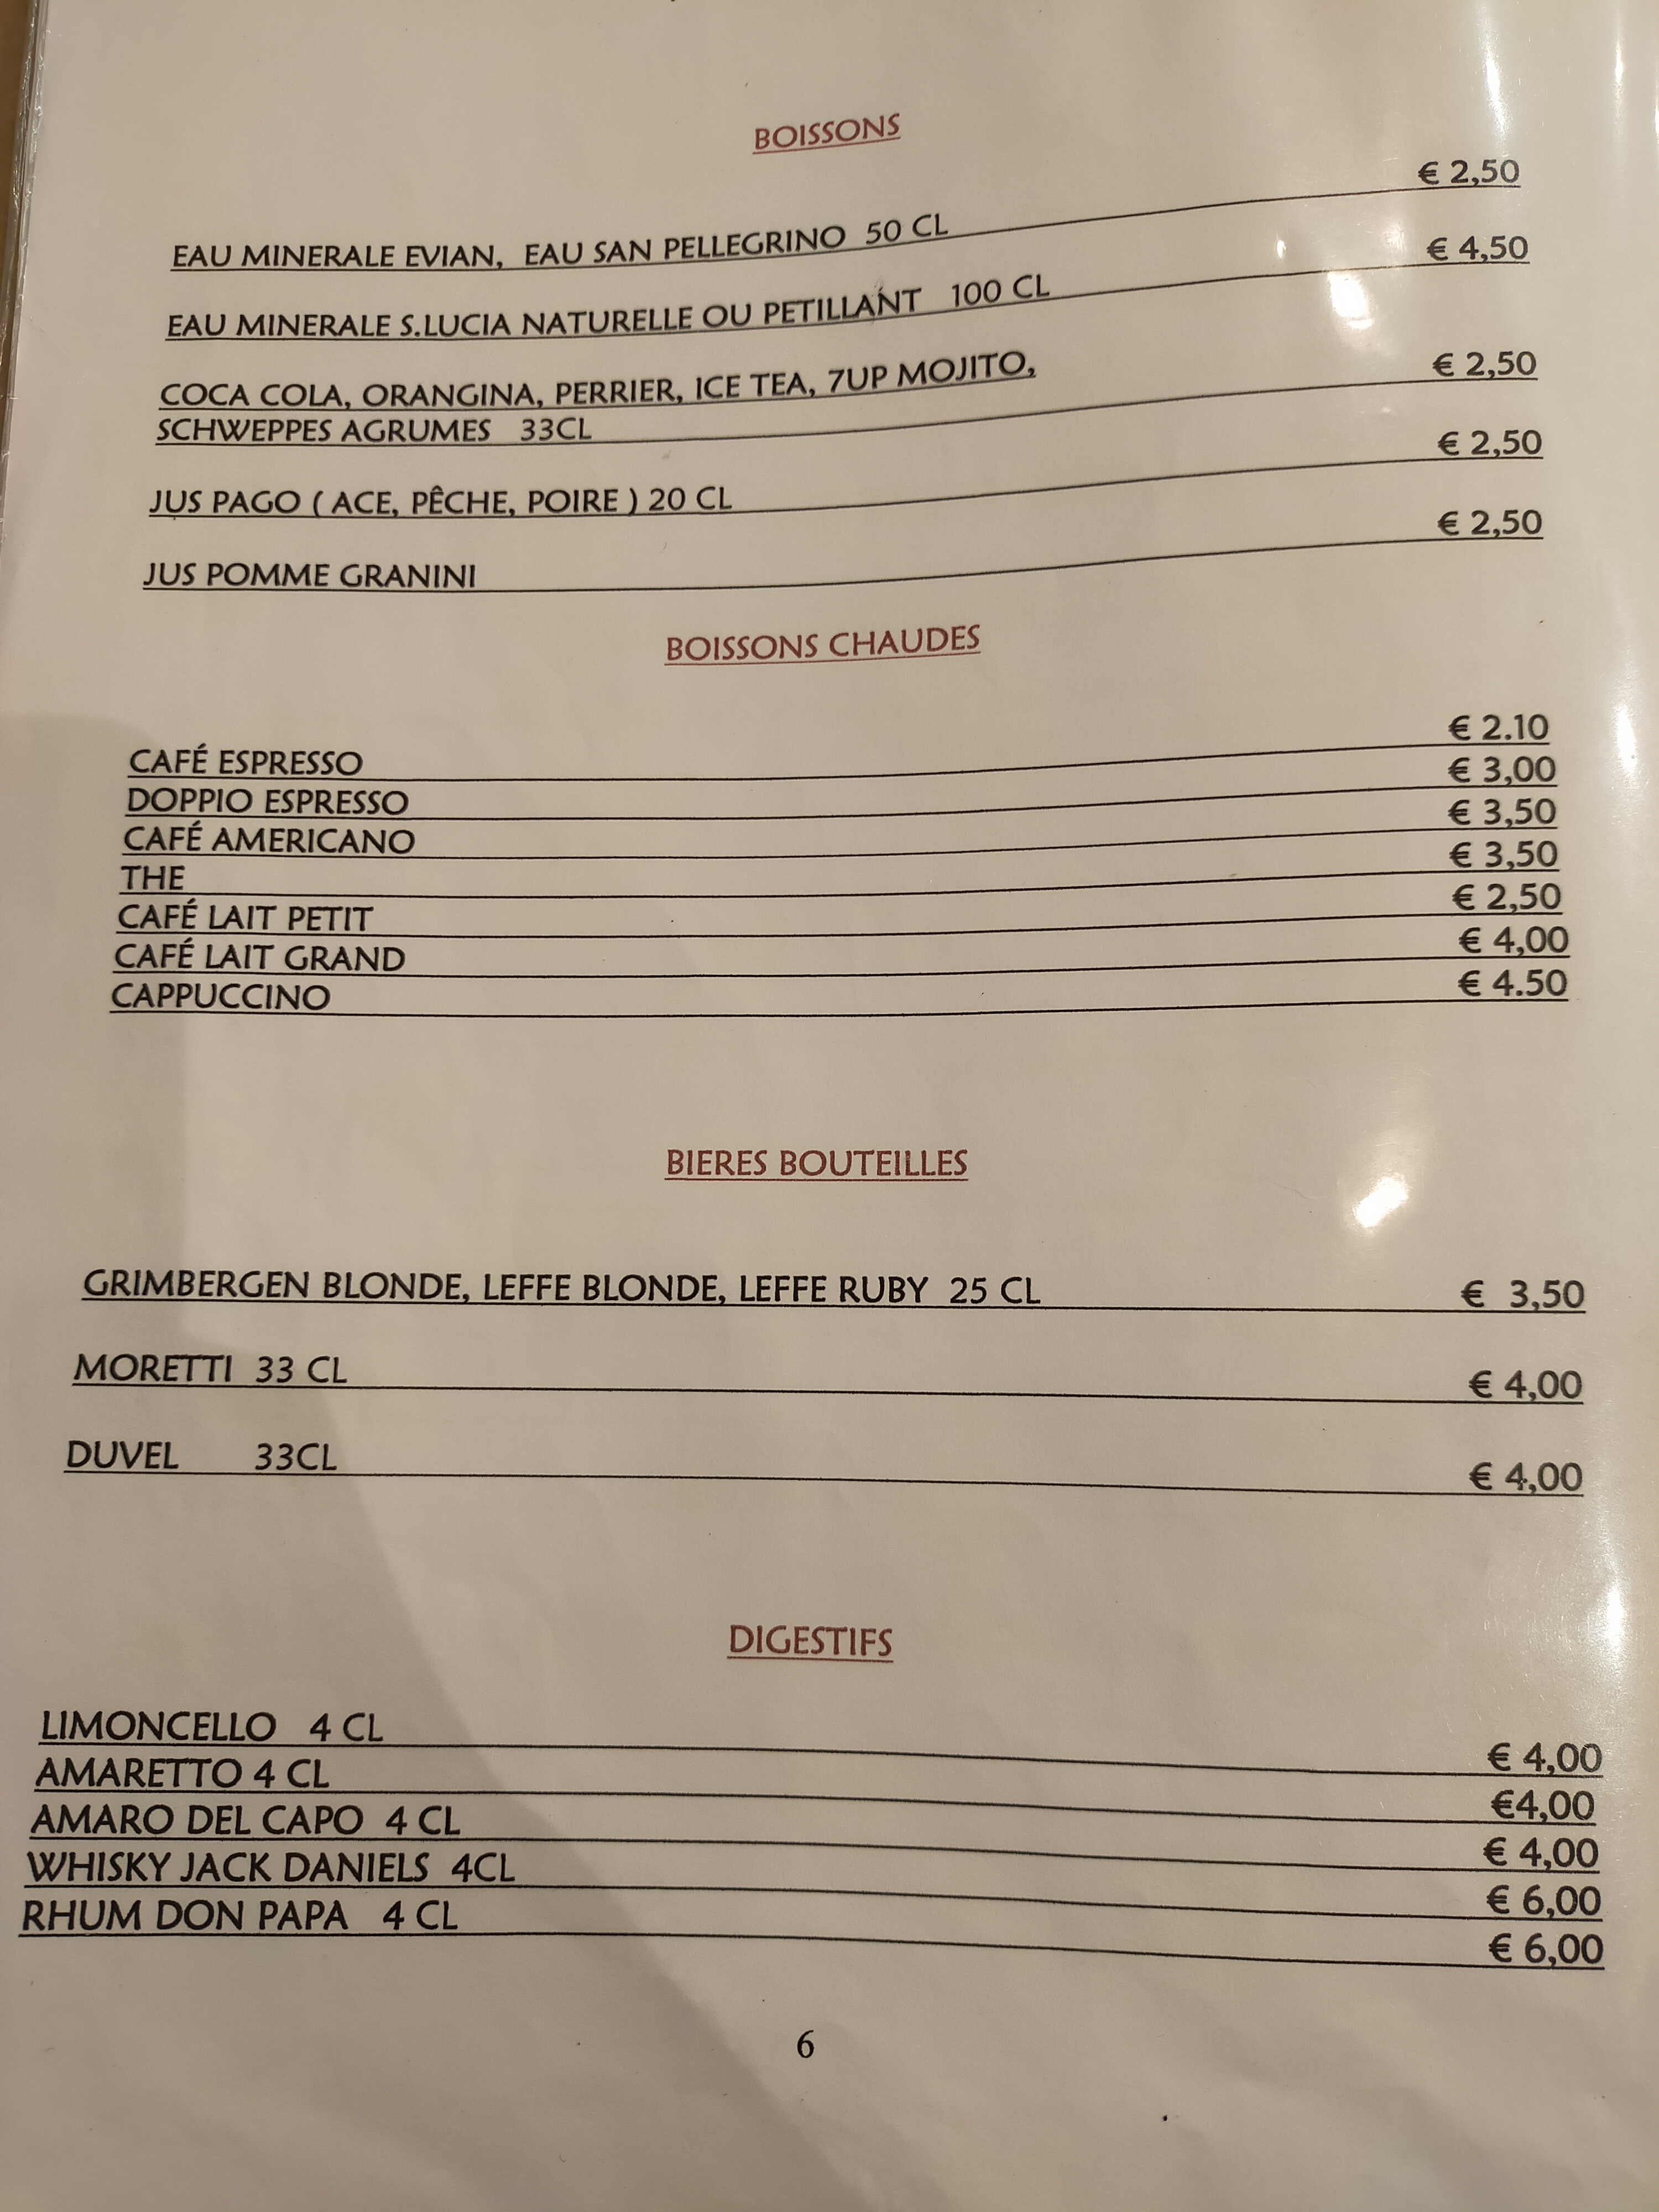 BOISSONS
EAU MINERALE EVIAN, EAU SAN PELLEGRINO 50 CL € 2,50
EAU MINERALE S.LUCIA NATURELLE OU PETILLANT 100 CL € 4,50
COCA COLA, ORANGINA, PERRIER, ICE TEA, 7UP MOJITO,
SCHWEPPES AGRUMES 33CL € 2,50
JUS PAGO ( ACE, PÊCHE, POIRE ) 20 CL € 2,50
JUS POMME GRANINI € 2,50
BOISSONS CHAUDES
CAFÉ ESPRESSO € 2.10
DOPPIO ESPRESSO € 3,00
CAFÉ AMERICANO € 3,50
THE € 3,50
CAFÉ LAIT PETIT € 2,50
CAFÉ LAIT GRAND € 4,00
CAPPUCCINO € 4.50
BIERES BOUTEILLES
GRIMBERGEN BLONDE, LEFFE BLONDE, LEFFE RUBY 25 CL € 3,50
MORETTI 33 CL € 4,00
DUVEL 33CL € 4,00
DIGESTIFS
LIMONCELLO 4 CL € 4,00
AMARETTO 4 CL €4,00
AMARO DEL CAPO 4 CL € 4,00
WHISKY JACK DANIELS 4CL € 6,00
RHUM DON PAPA 4 CL € 6,00
6